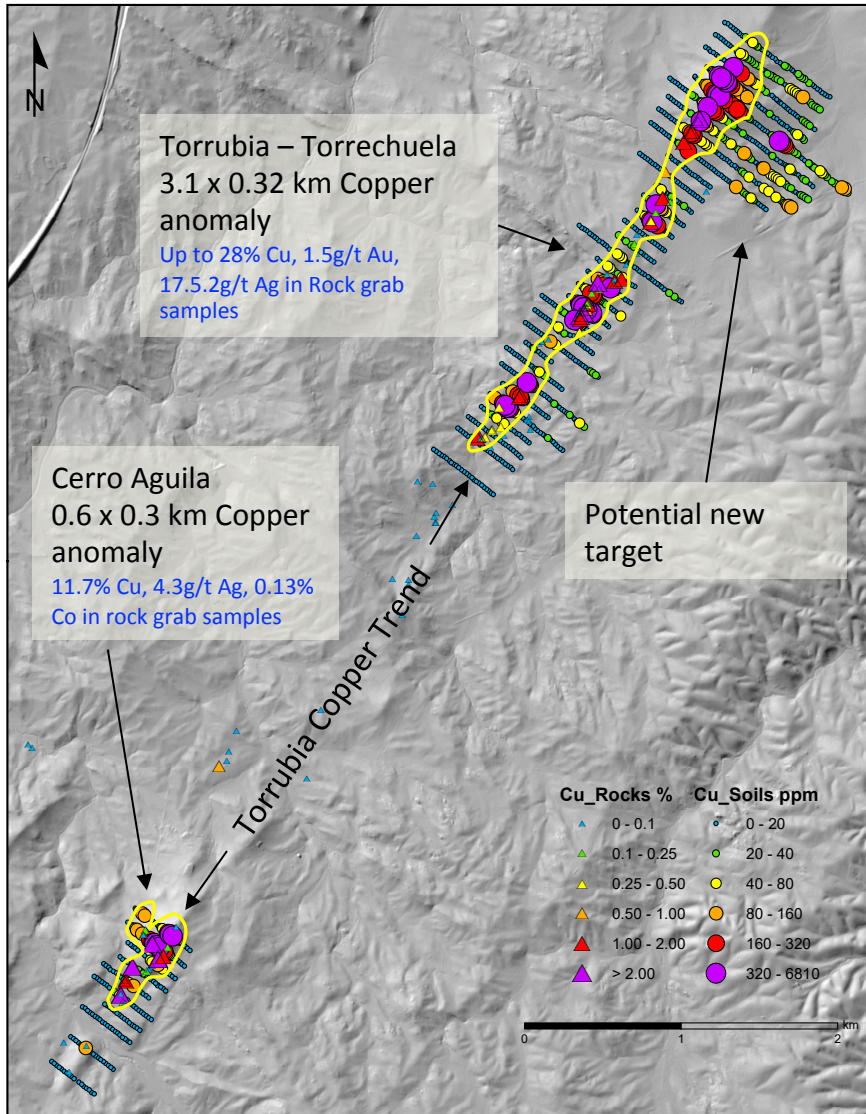 N
Torrubia – Torrechuela
3.1 x 0.32 km Copper
anomaly
Up to 28% Cu, 1.5g/t Au,
17.5.2g/t Ag in Rock grab
samples
Cerro Aguila
0.6 x 0.3 km Copper
anomaly
11.7% Cu, 4.3g/t Ag, 0.13%
Co in rock grab samples
Potential new
target
Torrubia Copper Trend
Cu_Rocks % Cu_Soils ppm
0 - 0.1 0 - 20
0.1 - 0.25 20 - 40
0.25 - 0.50 40 - 80
0.50 - 1.00 80 - 160
1.00 - 2.00 160 - 320
> 2.00 320 - 6810
km
0 1 2